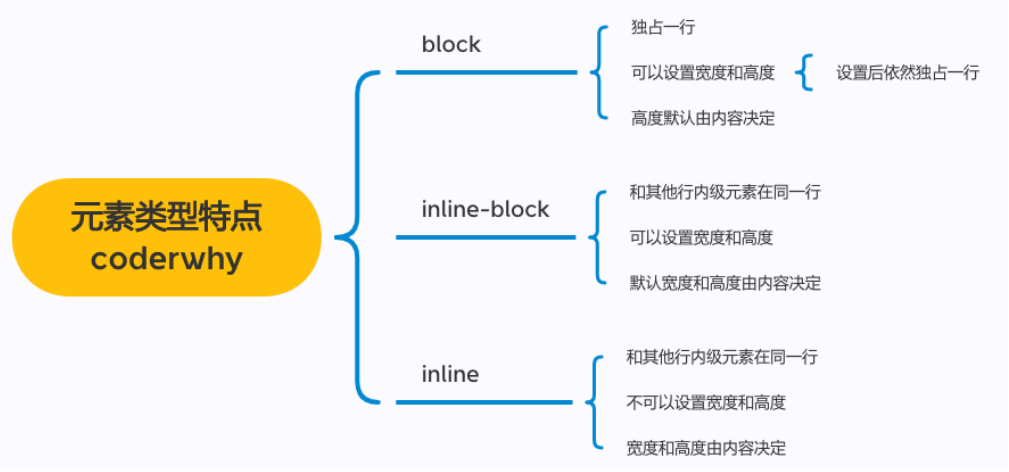 元素类型特点
coderwhy
block
独占一行
可以设置宽度和高度
设置后依然独占一行
高度默认由内容决定
inline-block
和其他行内级元素在同一行
可以设置宽度和高度
默认宽度和高度由内容决定
inline
和其他行内级元素在同一行
不可以设置宽度和高度
宽度和高度由内容决定